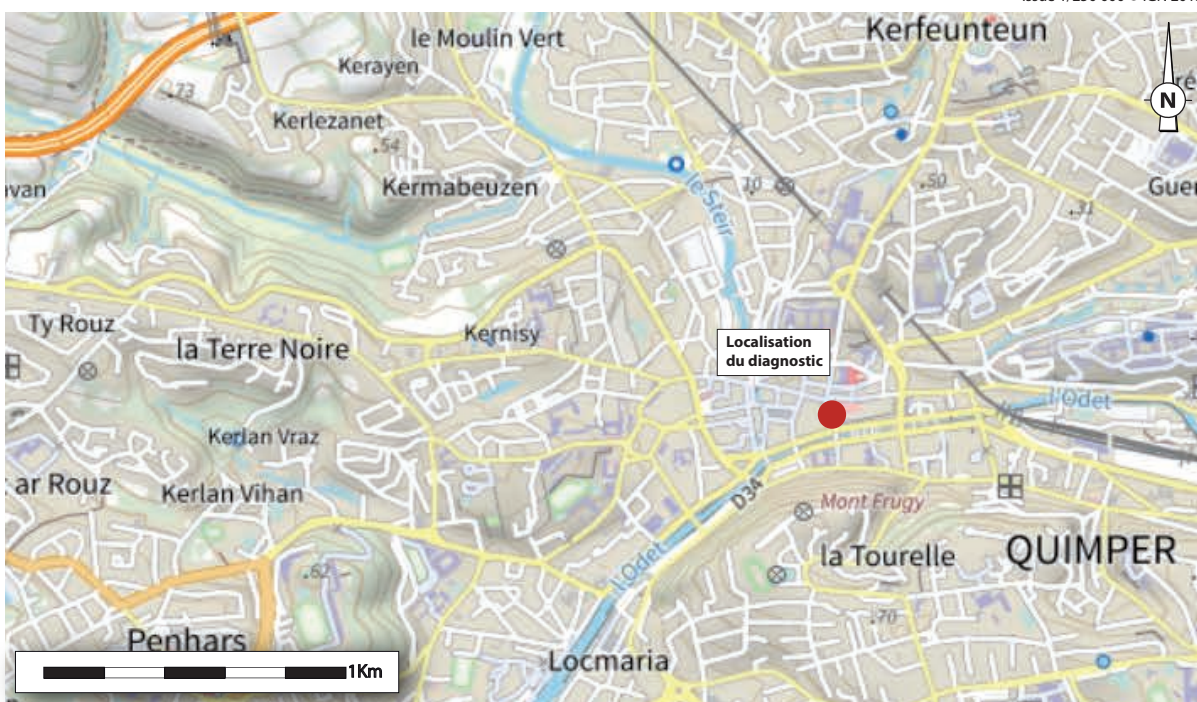 le Moulin Vert
Kerfeunteun
Kerayen
.73
N
Kerlezanet
.54
Kermabeuzen
le Steir
70
.50
.31
Ty Rouz
la Terre Noire
Kernisy
Localisation
du diagnostic
l'Odet
Kerlan Vraz
ar Rouz
Kerlan Vihan
D34
Mont Frugy
la Tourelle
QUIMPER
l'Odet
.62
.70
Penhars
Locmaria
1Km